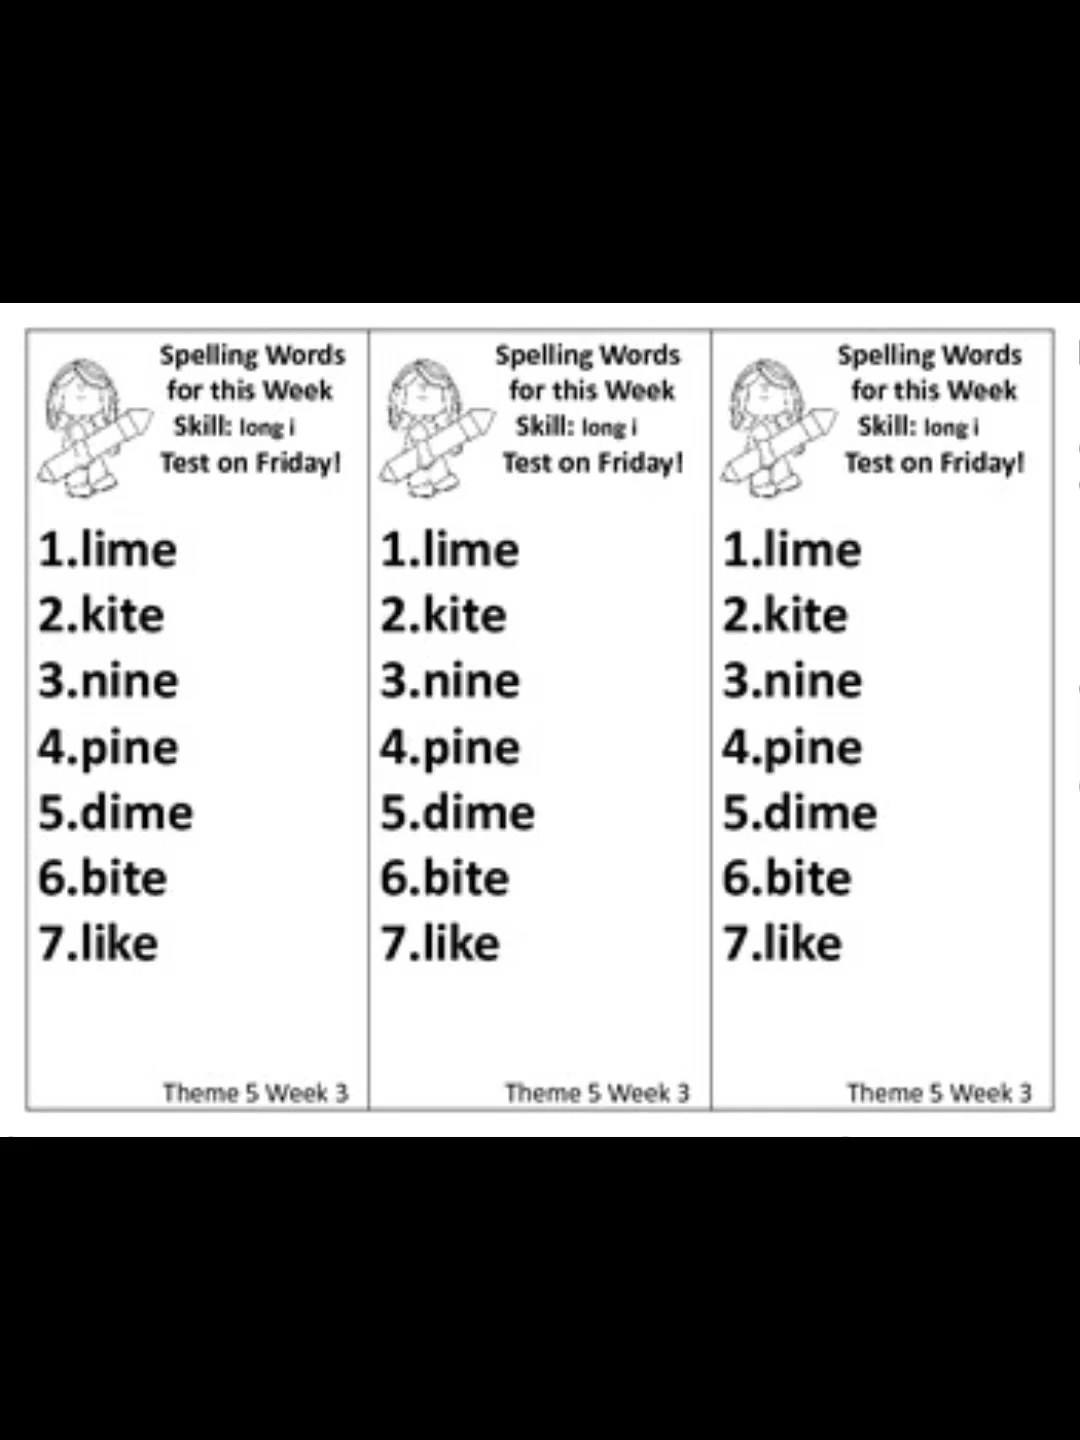 Spelling Words
for this Week
Skill: long i
Test on Friday!
1.lime
2.kite
3.nine
4.pine
5.dime
6.bite
7.like
Theme 5 Week 3
Spelling Words
for this Week
Skill: long i
Test on Friday!
1.lime
2.kite
3.nine
4.pine
5.dime
6.bite
7.like
Theme 5 Week 3
Spelling Words
for this Week
Skill: long i
Test on Friday!
1.lime
2.kite
3.nine
4.pine
5.dime
6.bite
7.like
Theme 5 Week 3